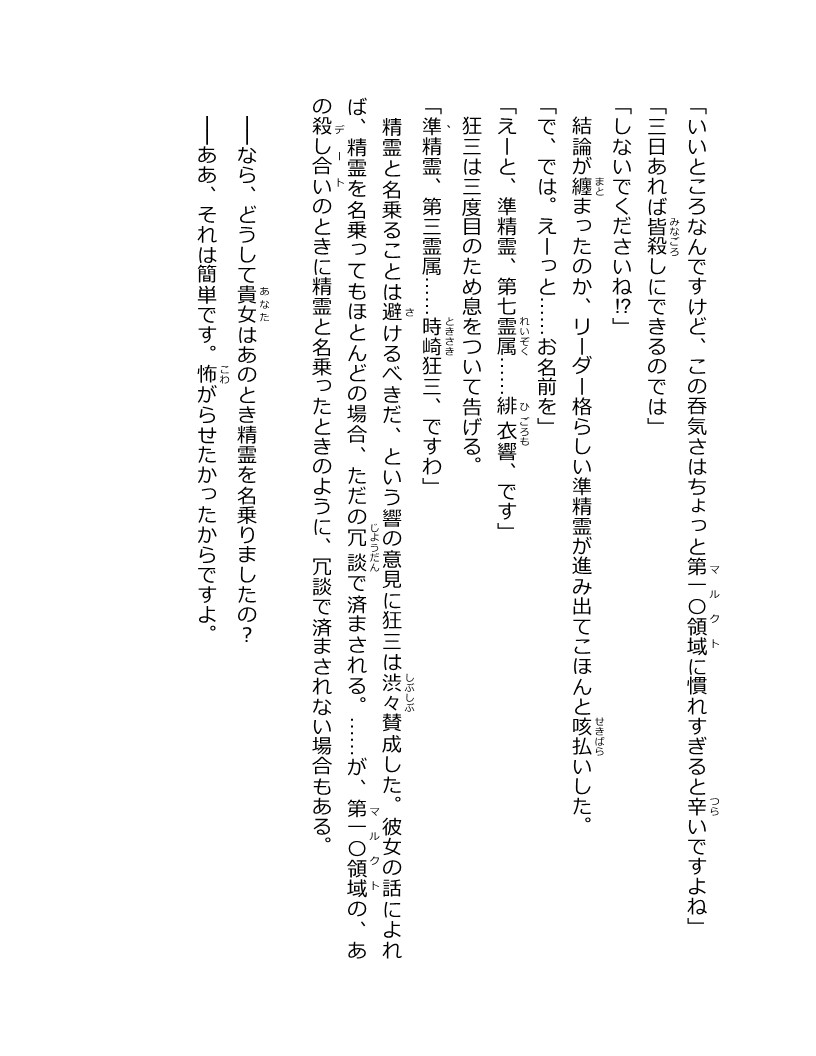 「いいところなんですけど、この呑気さはちょっと第一〇領域に慣れすぎると辛いですよね」
「三日あれば皆殺しにできるのでは」
「しないでくださいね!?」
結論が纏まったのか、リーダー格らしい準精霊が進み出てこほんと咳払いした。
「で、では。えーっと……お名前を」
「えーと、準精霊、第七霊属……緋衣響、です」
狂三は三度目のため息をついて告げる。
「準精霊、第三霊属……時崎狂三、ですわ」
精霊と名乗ることは避けるべきだ、という響の意見に狂三は渋々賛成した。彼女の話によれ
ば、精霊を名乗ってもほとんどの場合、ただの冗談で済まされる。……が、第一〇領域の、あ
の殺し合いのときに精霊と名乗ったときのように、冗談で済まされない場合もある。
――なら、どうして貴女はあのとき精霊を名乗りましたの?
――ああ、それは簡単です。怖がらせたかったからですよ。